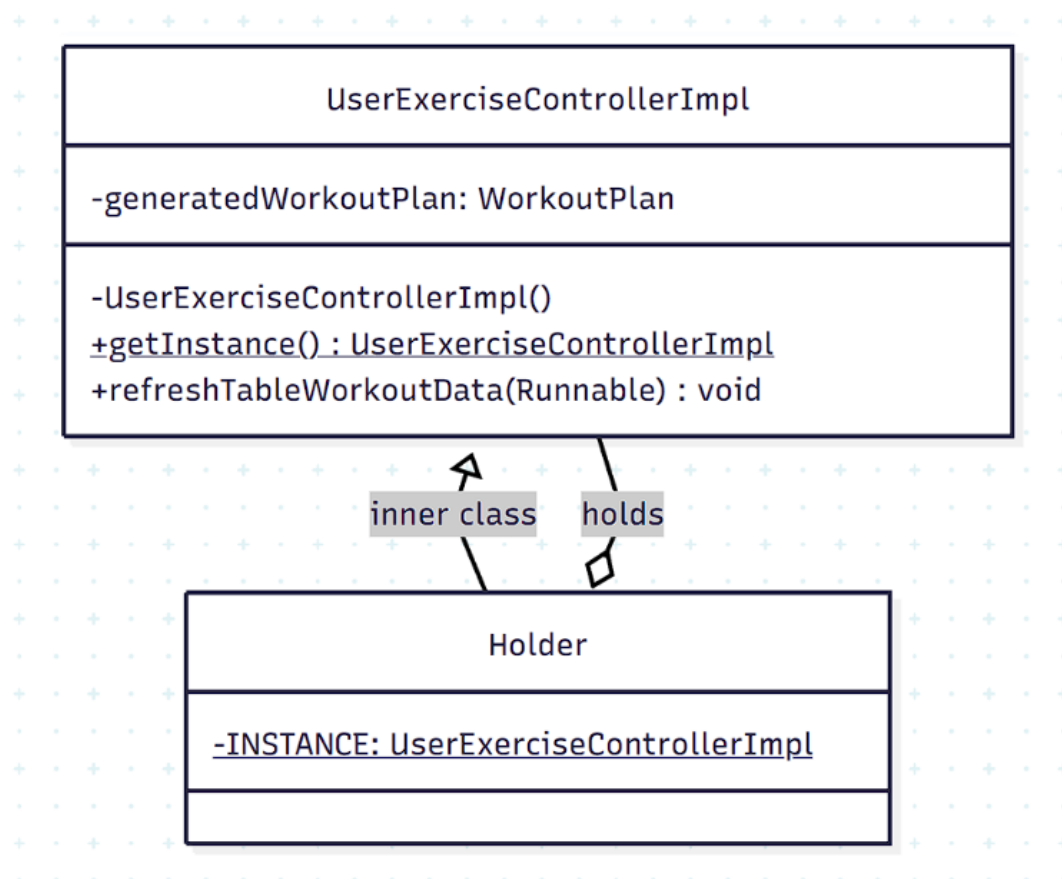 UserExerciseControllerImpl
-generatedWorkoutPlan: WorkoutPlan
-UserExerciseControllerImpl()
+getInstance() : UserExerciseControllerImpl
+refreshTableWorkoutData(Runnable) : void
inner class
holds
Holder
-INSTANCE: UserExerciseControllerImpl